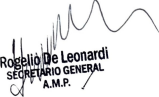 Rogelio De Leonardi
SECRETARIO GENERAL
A.M.P.